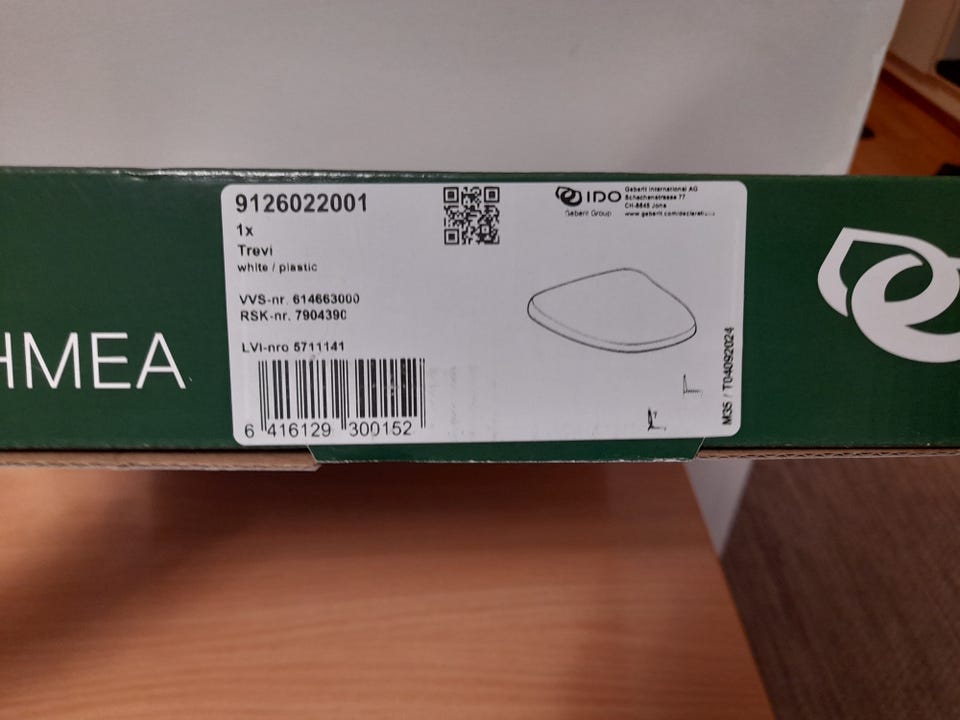 HMEA
9126022001
1x
Trevi
white / plastic
VVS-nr. 614663000
RSK-nr. 7904390
LVI-nro 5711141
6 416129 300152
IDO
Geberit Group
Geberit International AG
Schachenstrasse 77
CH-8645 Jona
M35 / T04092024